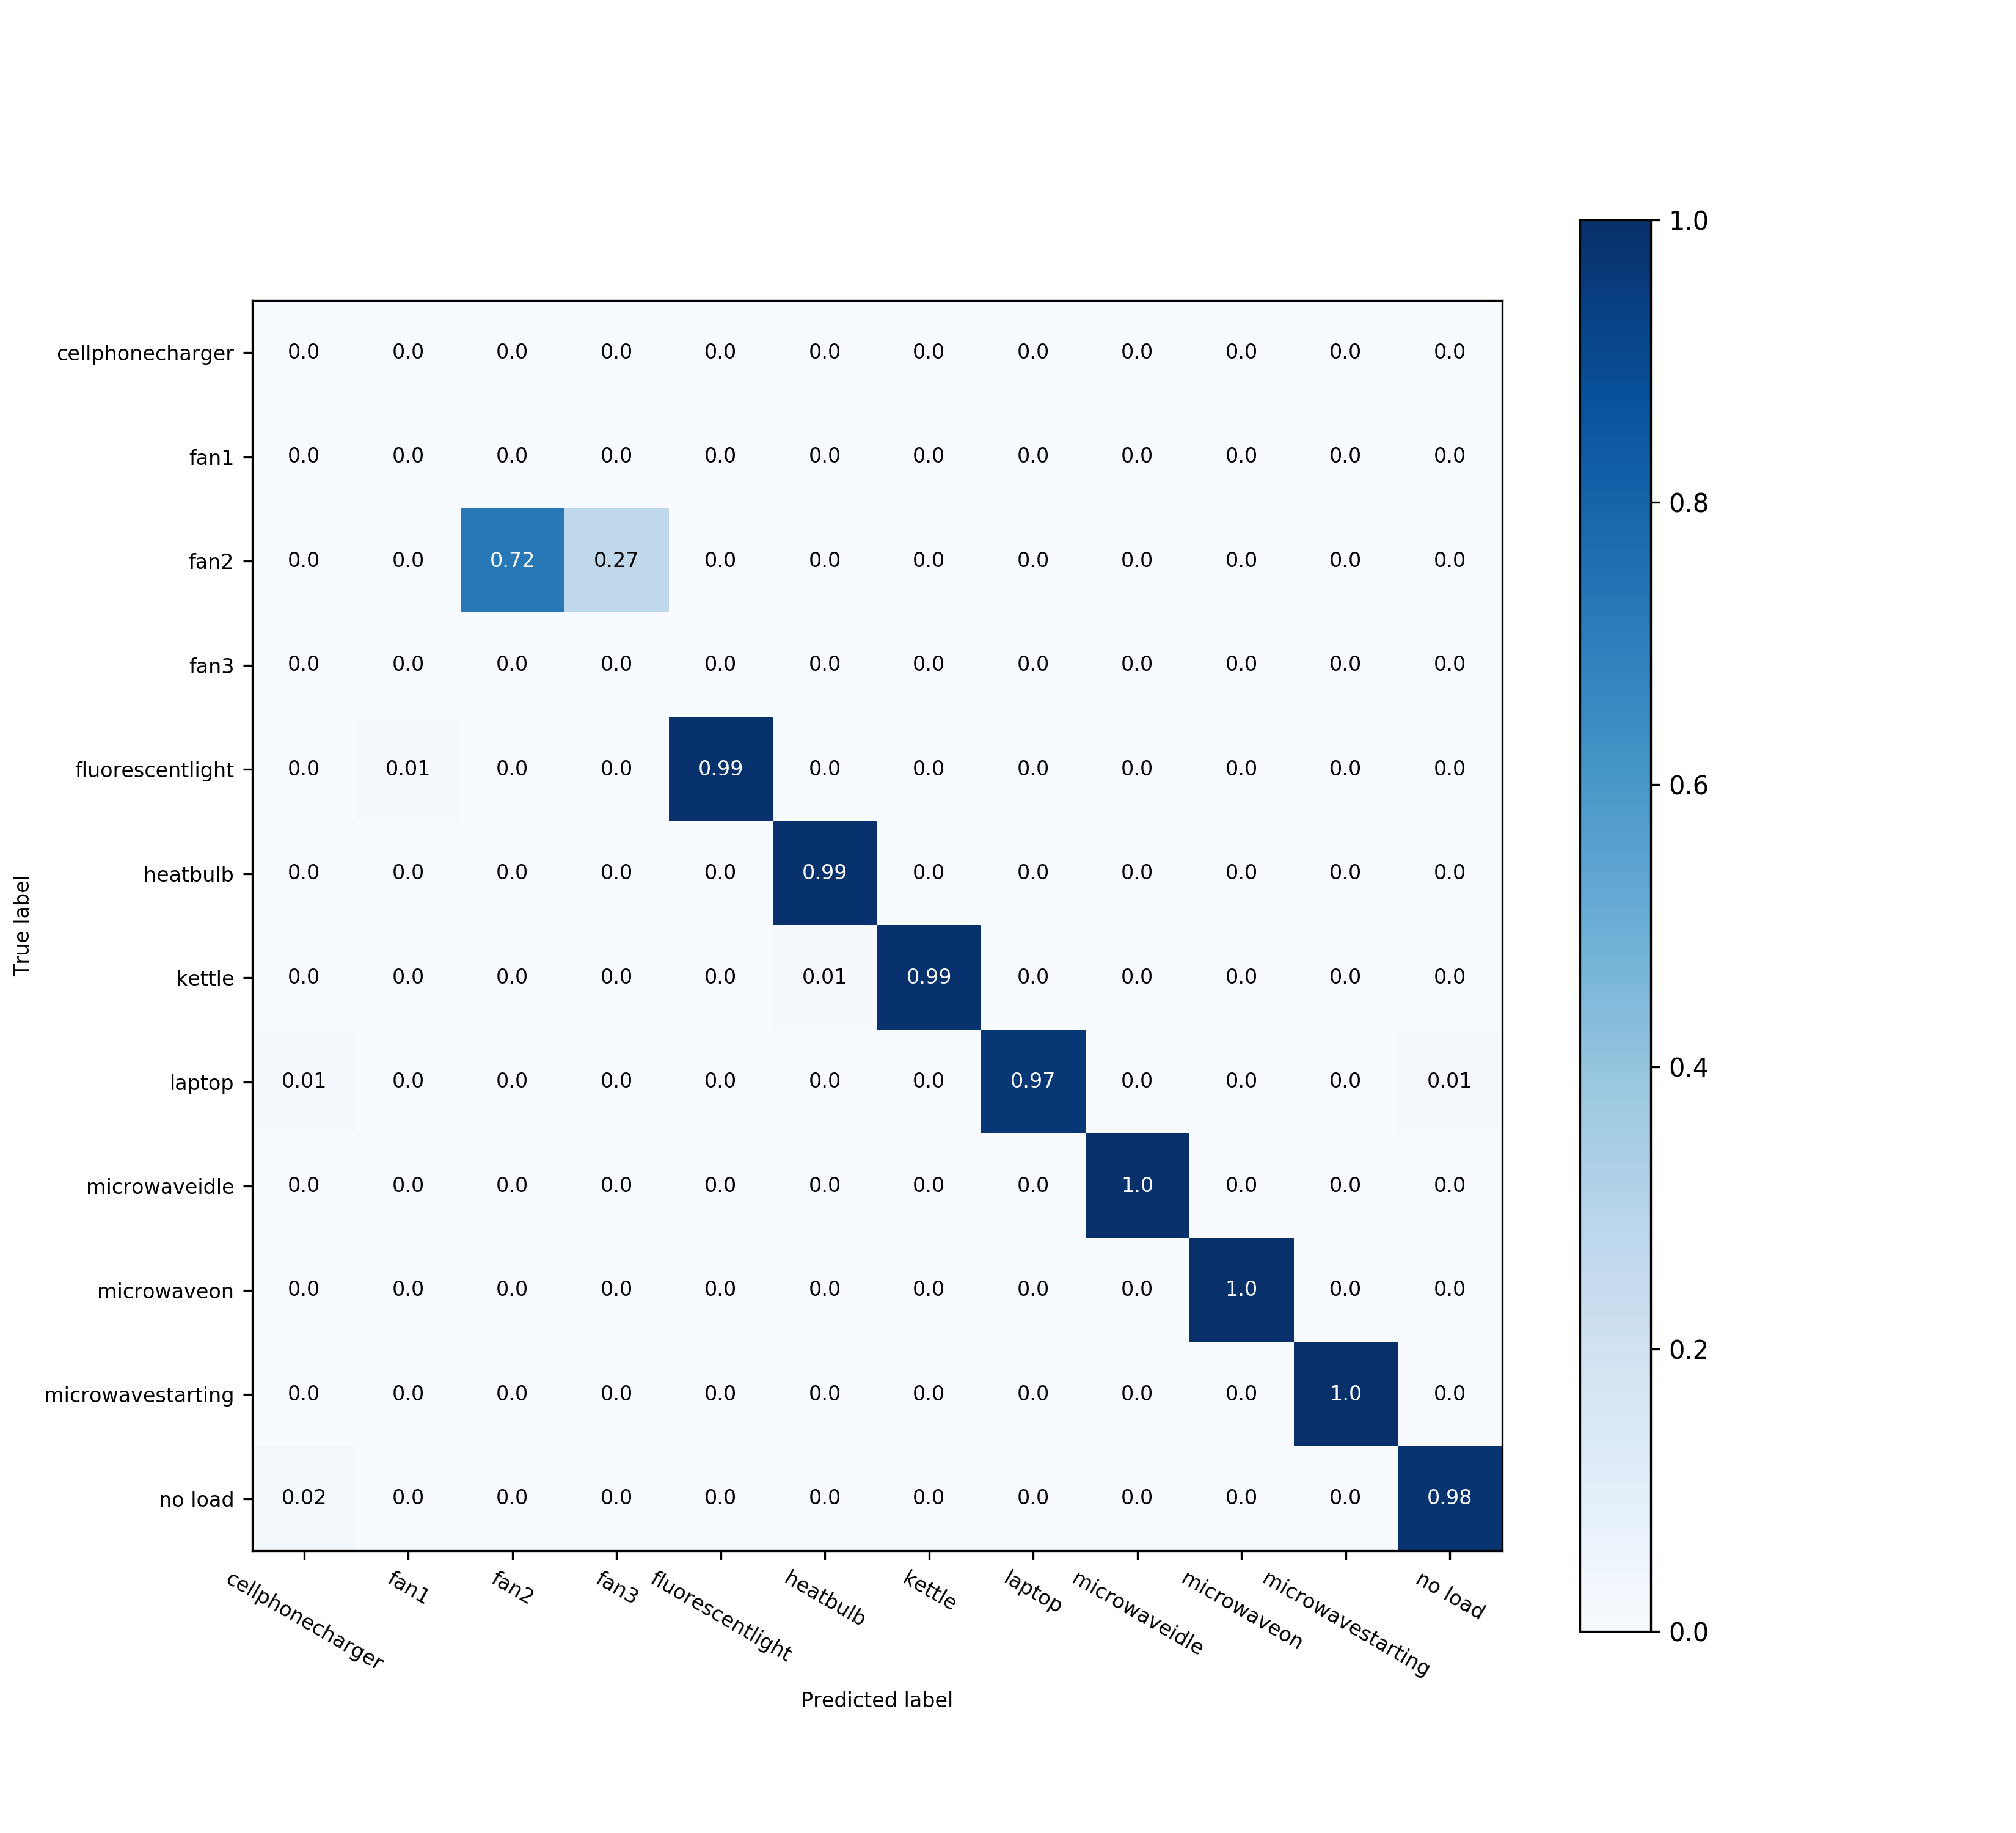 1.0
cellphonecharger 0.0 0.0 0.0 0.0 0.0 0.0 0.0 0.0 0.0 0.0 0.0 0.0
fan1 0.0 0.0 0.0 0.0 0.0 0.0 0.0 0.0 0.0 0.0 0.0 0.0
0.8
fan2 0.0 0.0 0.72 0.27 0.0 0.0 0.0 0.0 0.0 0.0 0.0 0.0
fan3 0.0 0.0 0.0 0.0 0.0 0.0 0.0 0.0 0.0 0.0 0.0 0.0
fluorescentlight 0.0 0.01 0.0 0.0 0.99 0.0 0.0 0.0 0.0 0.0 0.0 0.0
0.6
heatbulb 0.0 0.0 0.0 0.0 0.0 0.99 0.0 0.0 0.0 0.0 0.0 0.0
True label
kettle 0.0 0.0 0.0 0.0 0.0 0.01 0.99 0.0 0.0 0.0 0.0 0.0
0.4
laptop 0.01 0.0 0.0 0.0 0.0 0.0 0.0 0.97 0.0 0.0 0.0 0.01
microwaveidle 0.0 0.0 0.0 0.0 0.0 0.0 0.0 0.0 1.0 0.0 0.0 0.0
microwaveon 0.0 0.0 0.0 0.0 0.0 0.0 0.0 0.0 0.0 1.0 0.0 0.0
0.2
microwavestarting 0.0 0.0 0.0 0.0 0.0 0.0 0.0 0.0 0.0 0.0 1.0 0.0
no load 0.02 0.0 0.0 0.0 0.0 0.0 0.0 0.0 0.0 0.0 0.0 0.98
0.0
cellphonecharger fan1 fan2 fan3 fluorescentlight heatbulb kettle laptop microwaveidle microwaveon microwavestarting no load
Predicted label